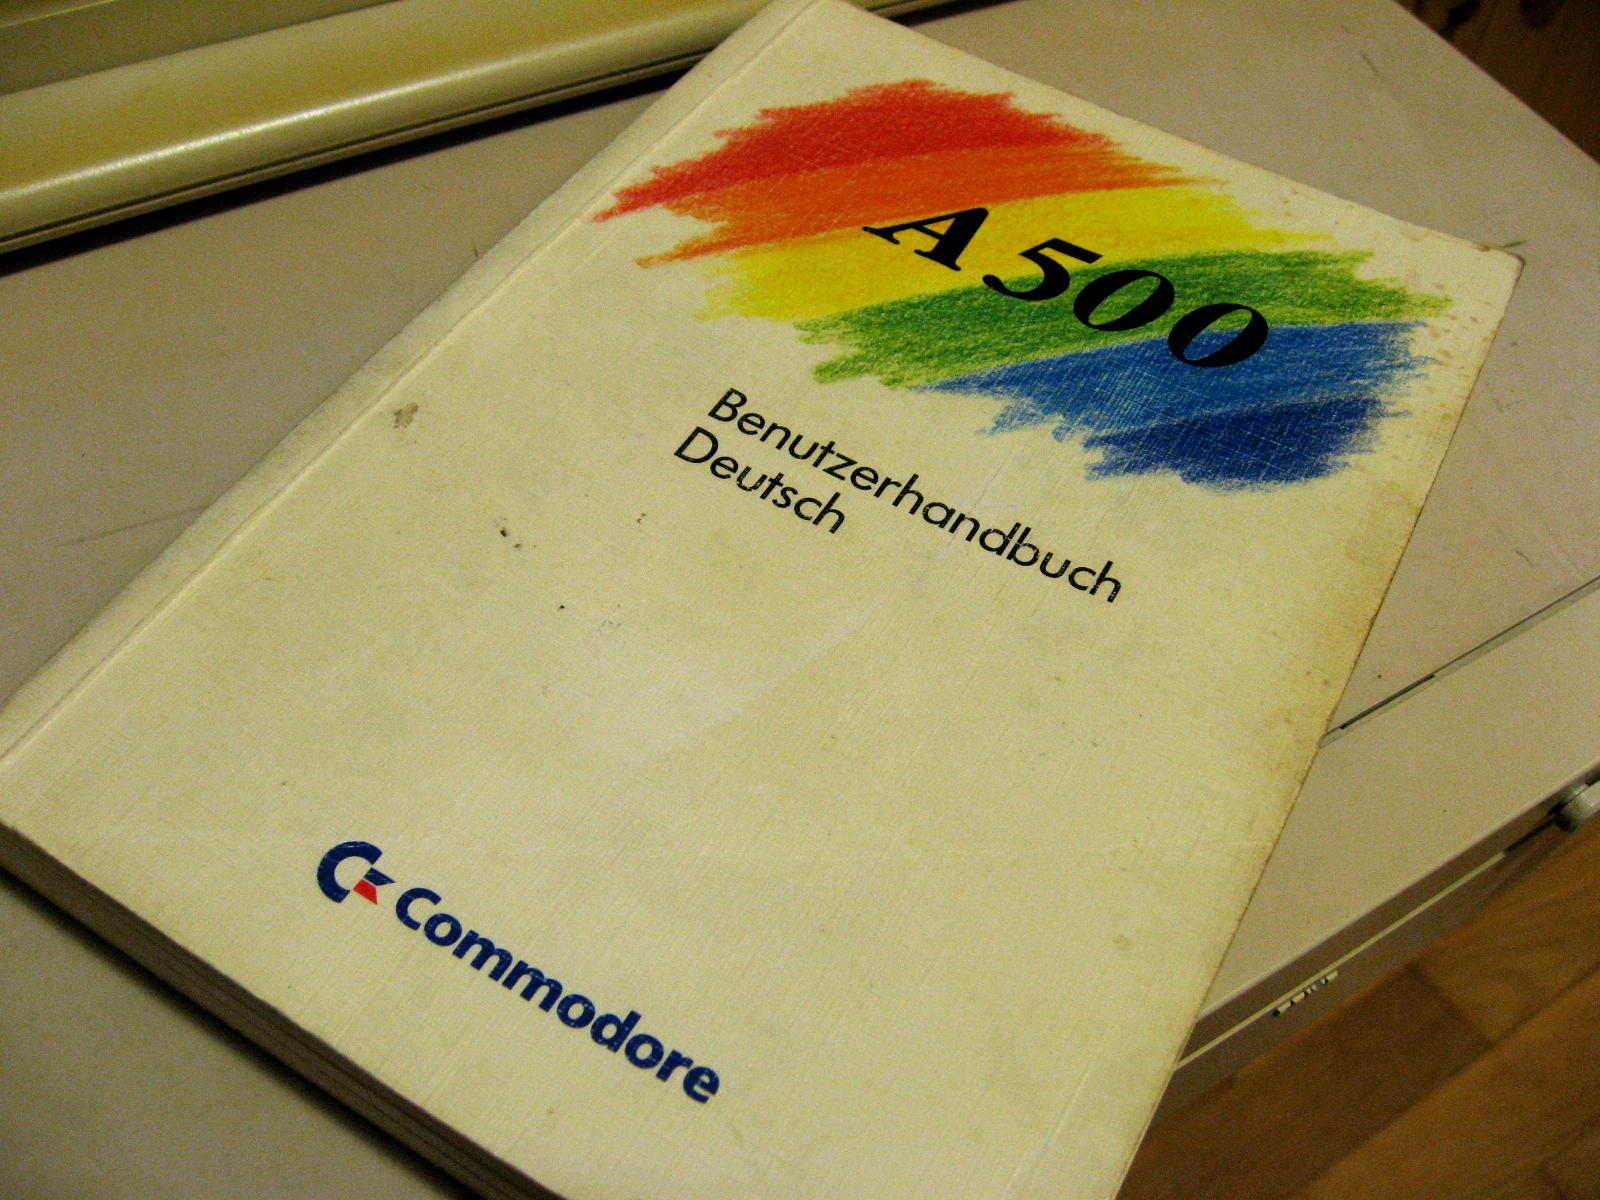 A500
Benutzerhandbuch
Deutsch
Commodore